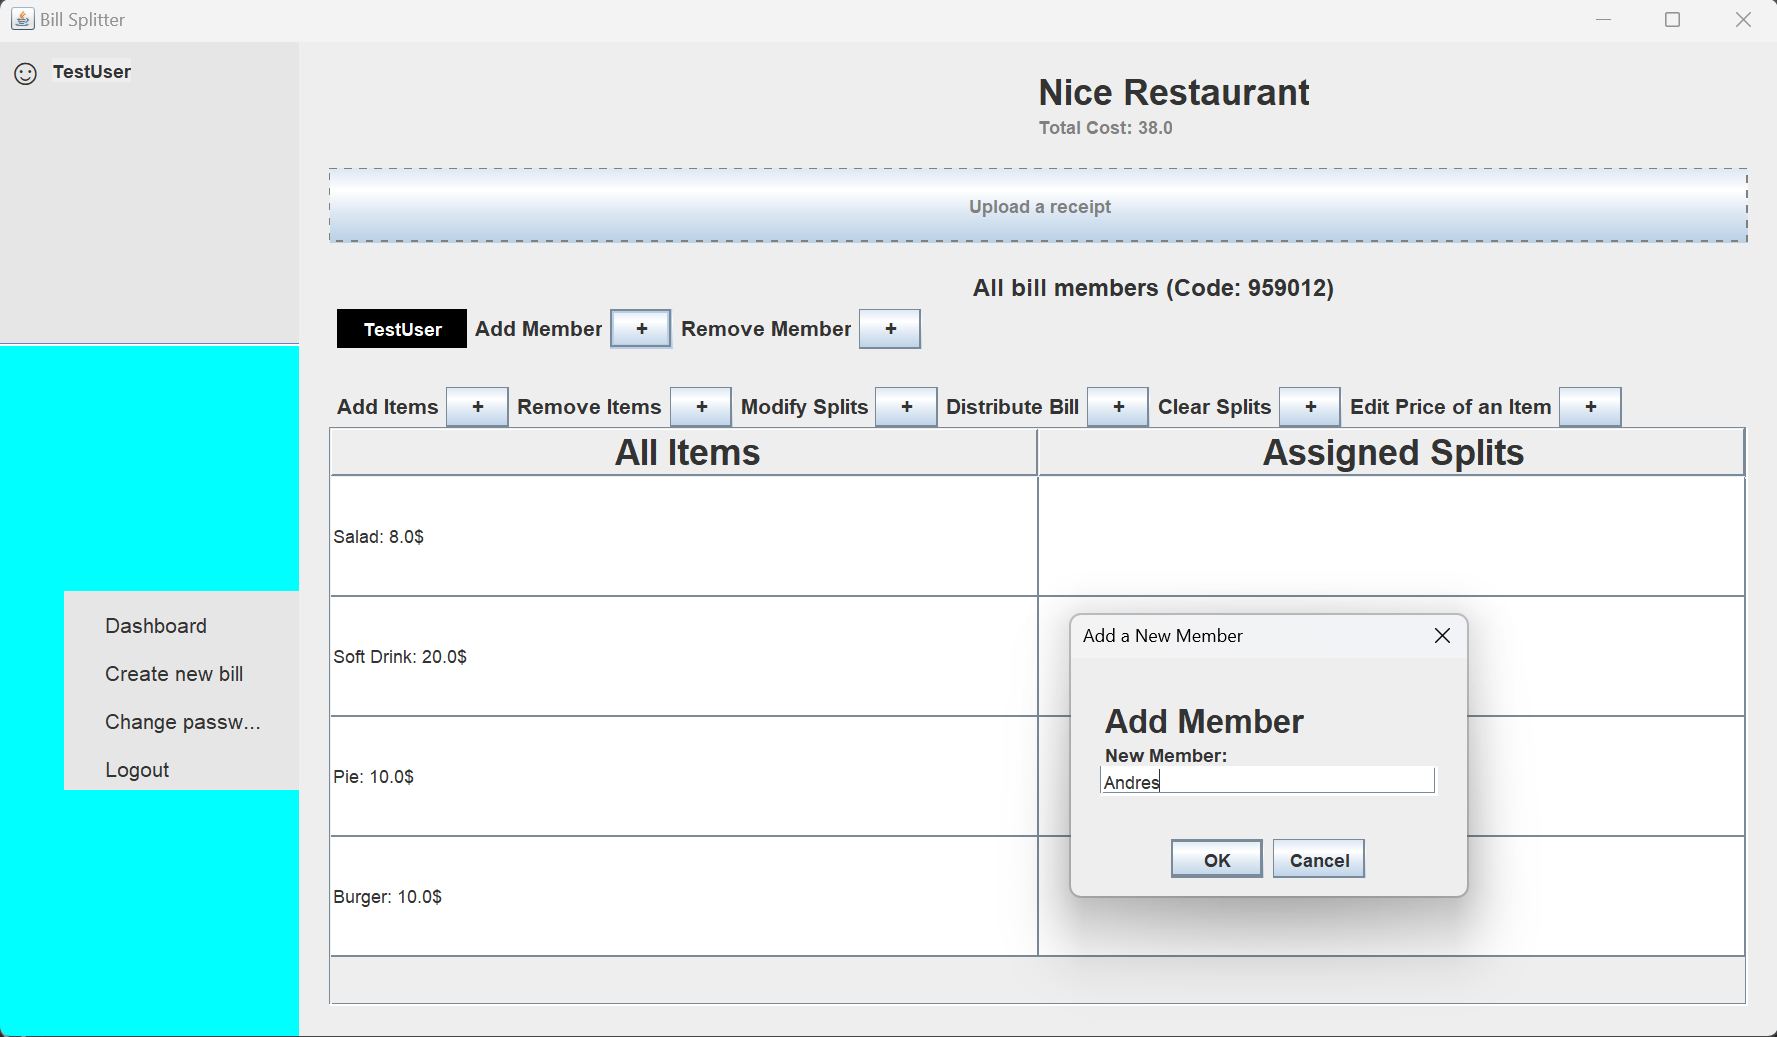 Bill Splitter
TestUser
Nice Restaurant
Total Cost: 38.0
Upload a receipt
All bill members (Code: 959012)
TestUser Add Member + Remove Member +
Add Items + Remove Items + Modify Splits + Distribute Bill + Clear Splits + Edit Price of an Item +
All Items Assigned Splits
Salad: 8.0$
Soft Drink: 20.0$
Pie: 10.0$
Burger: 10.0$
Dashboard
Create new bill
Change passw...
Logout
Add a New Member
Add Member
New Member:
Andres
OK Cancel